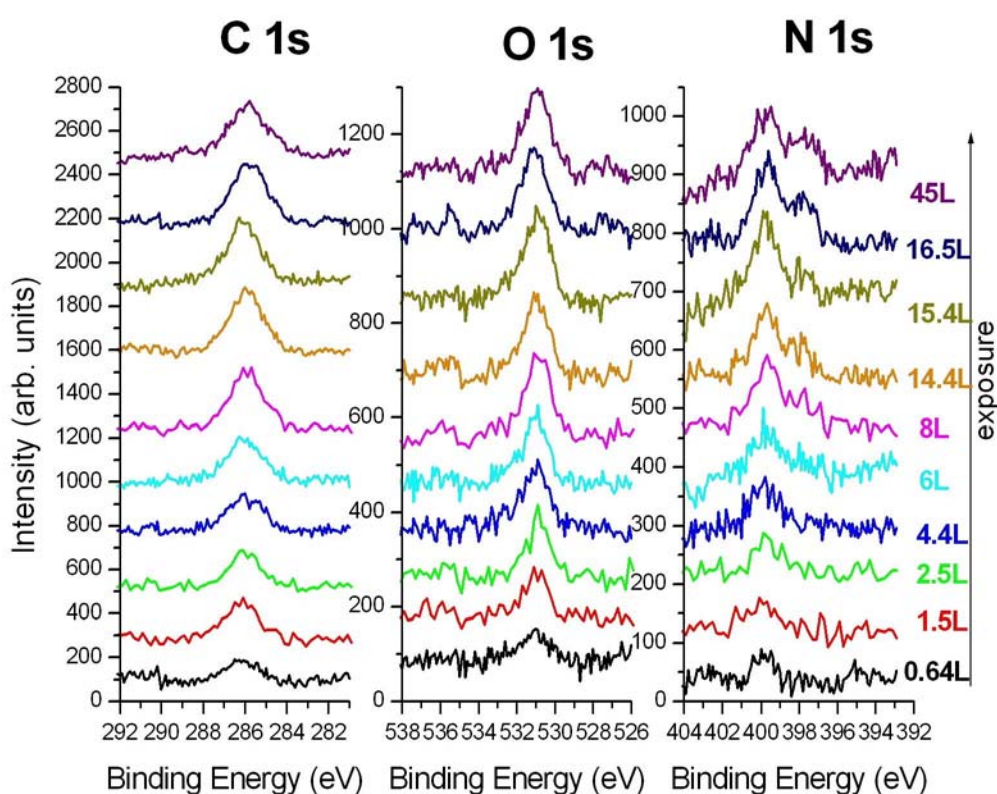 C 1s
O 1s
N 1s
Intensity (arb. units)
2800
2600
2400
2200
2000
1800
1600
1400
1200
1000
800
600
400
200
0
292 290 288 286 284 282
Binding Energy (eV)
1200
1000
800
600
400
200
0
538 536 534 532 530 528 526
Binding Energy (eV)
1000
900
800
700
600
500
400
300
200
100
0
404 402 400 398 396 394 392
Binding Energy (eV)
45L
16.5L
15.4L
14.4L
8L
6L
4.4L
2.5L
1.5L
0.64L
exposure